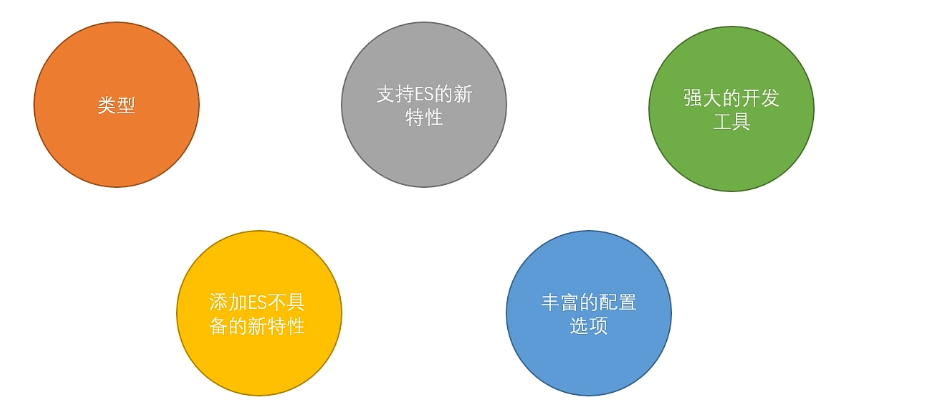 类型
支持ES的新
特性
强大的开发
工具
添加ES不具
备的新特性
丰富的配置
选项